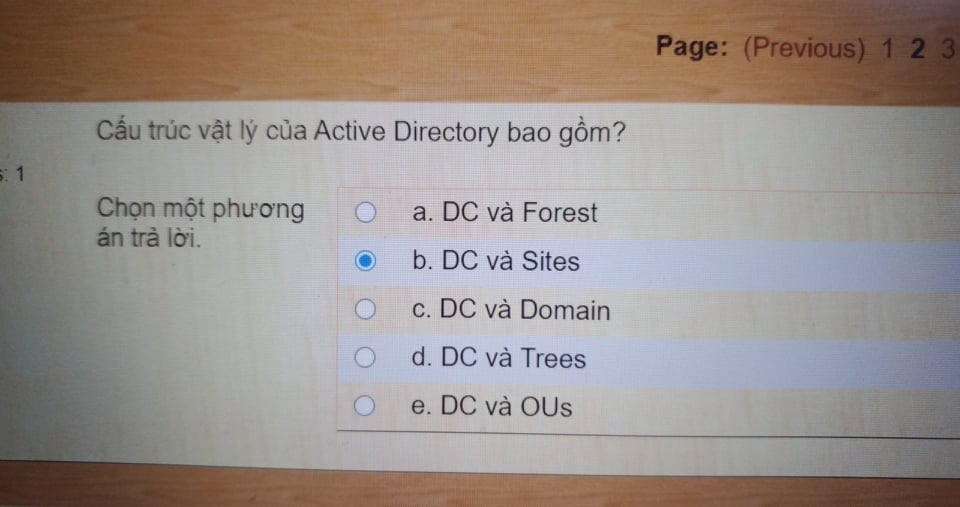 Page: (Previous) 1 2 3
Cấu trúc vật lý của Active Directory bao gồm?
s: 1
Chọn một phương
án trả lời.
a. DC và Forest
b. DC và Sites
c. DC và Domain
d. DC và Trees
e. DC và OUs